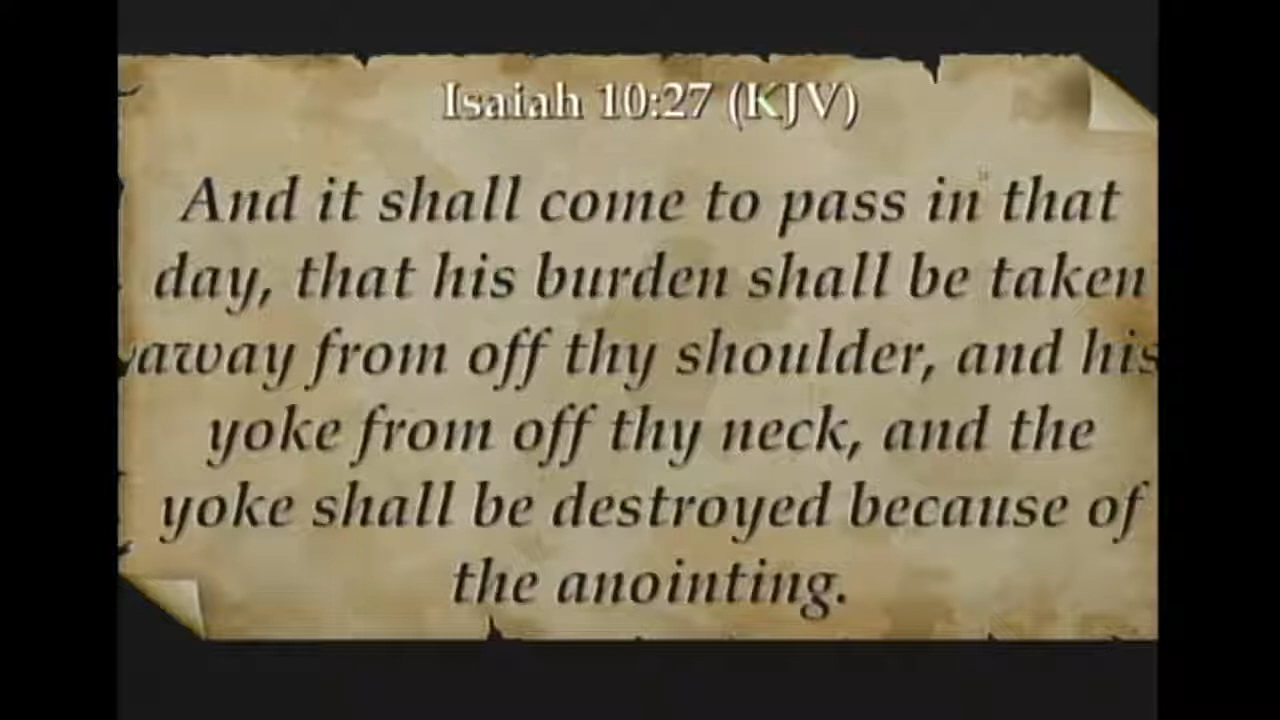 Isaiah 10:27 (KJV)
And it shall come to pass in that
day, that his burden shall be taken
away from off thy shoulder, and his
yoke from off thy neck, and the
yoke shall be destroyed because of
the anointing.